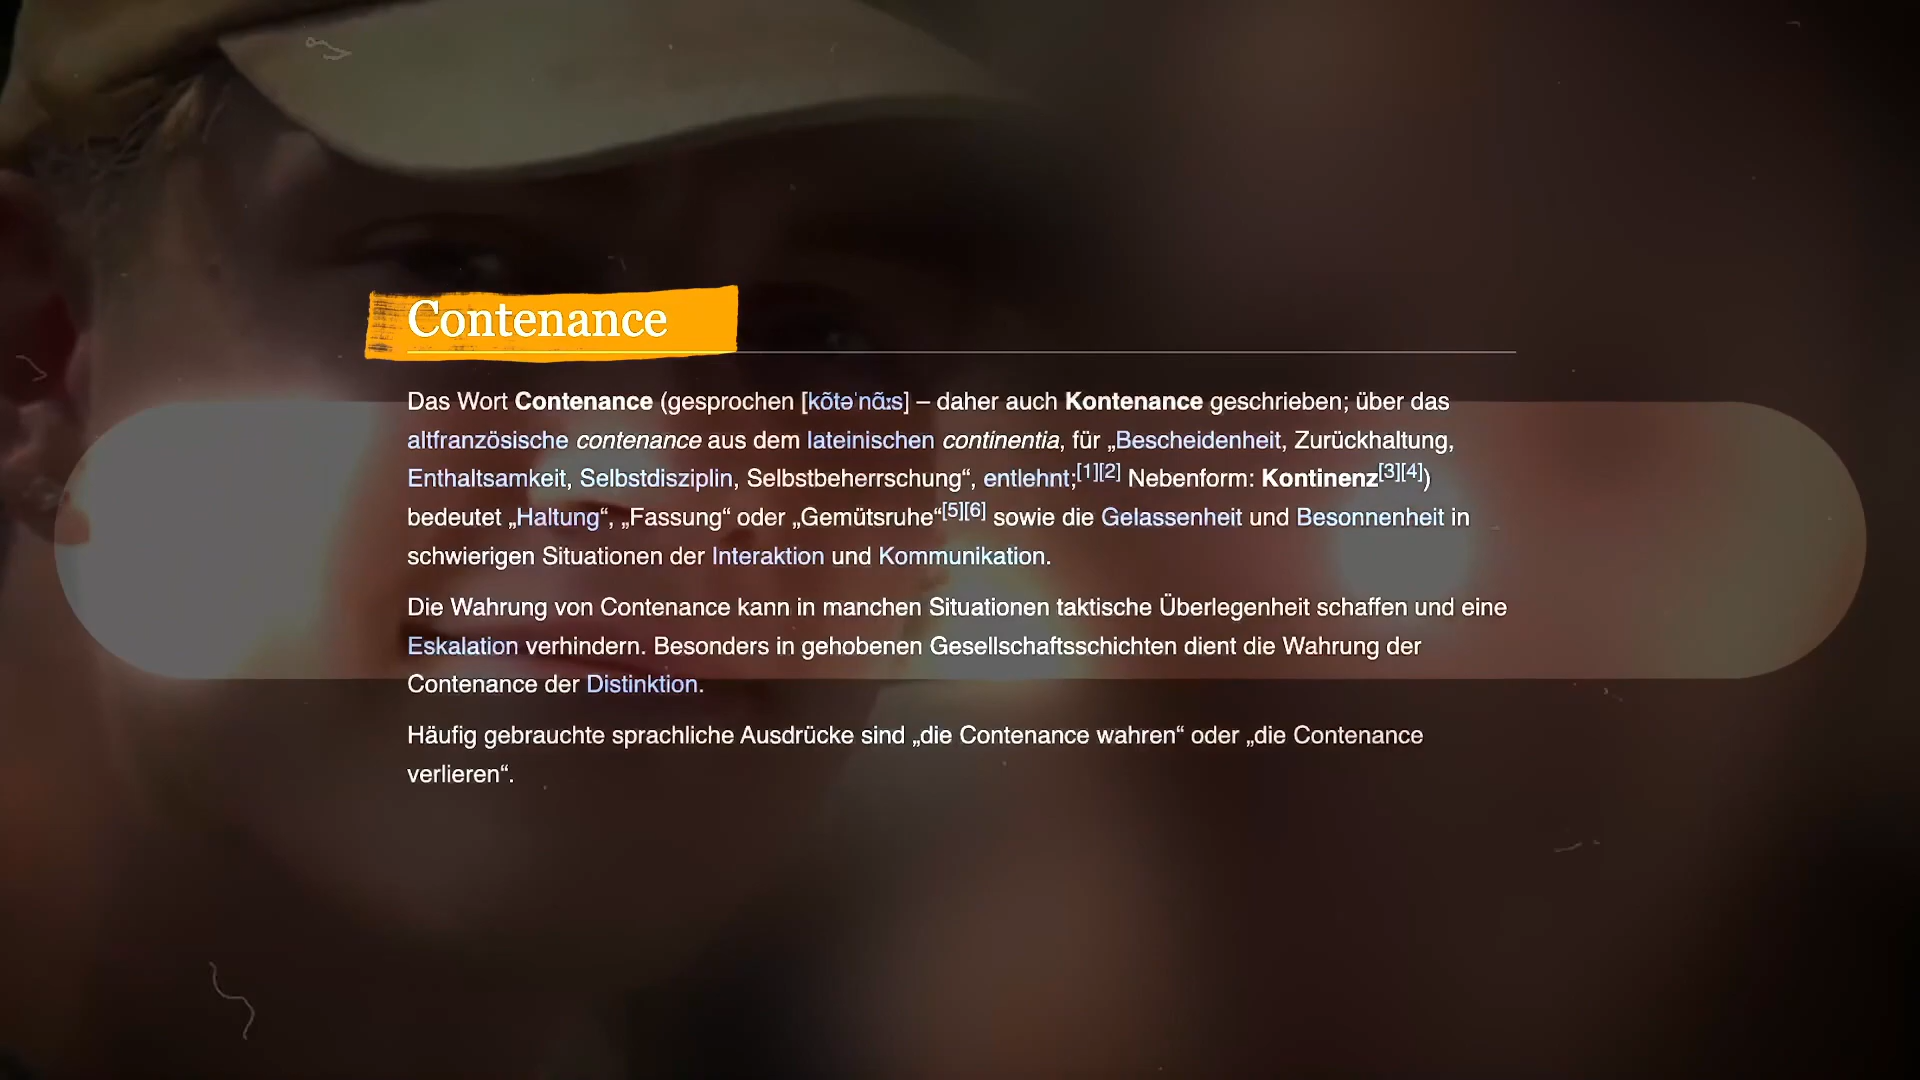 Contenance
Das Wort Contenance (gesprochen [kõtəˈnɑ̃ːs] – daher auch Kontenance geschrieben; über das
altfranzösische contenance aus dem lateinischen continentia, für „Bescheidenheit, Zurückhaltung,
Enthaltsamkeit, Selbstdisziplin, Selbstbeherrschung“, entlehnt;[1][2] Nebenform: Kontinenz[3][4])
bedeutet „Haltung“, „Fassung“ oder „Gemütsruhe“[5][6] sowie die Gelassenheit und Besonnenheit in
schwierigen Situationen der Interaktion und Kommunikation.
Die Wahrung von Contenance kann in manchen Situationen taktische Überlegenheit schaffen und eine
Eskalation verhindern. Besonders in gehobenen Gesellschaftsschichten dient die Wahrung der
Contenance der Distinktion.
Häufig gebrauchte sprachliche Ausdrücke sind „die Contenance wahren“ oder „die Contenance
verlieren“.